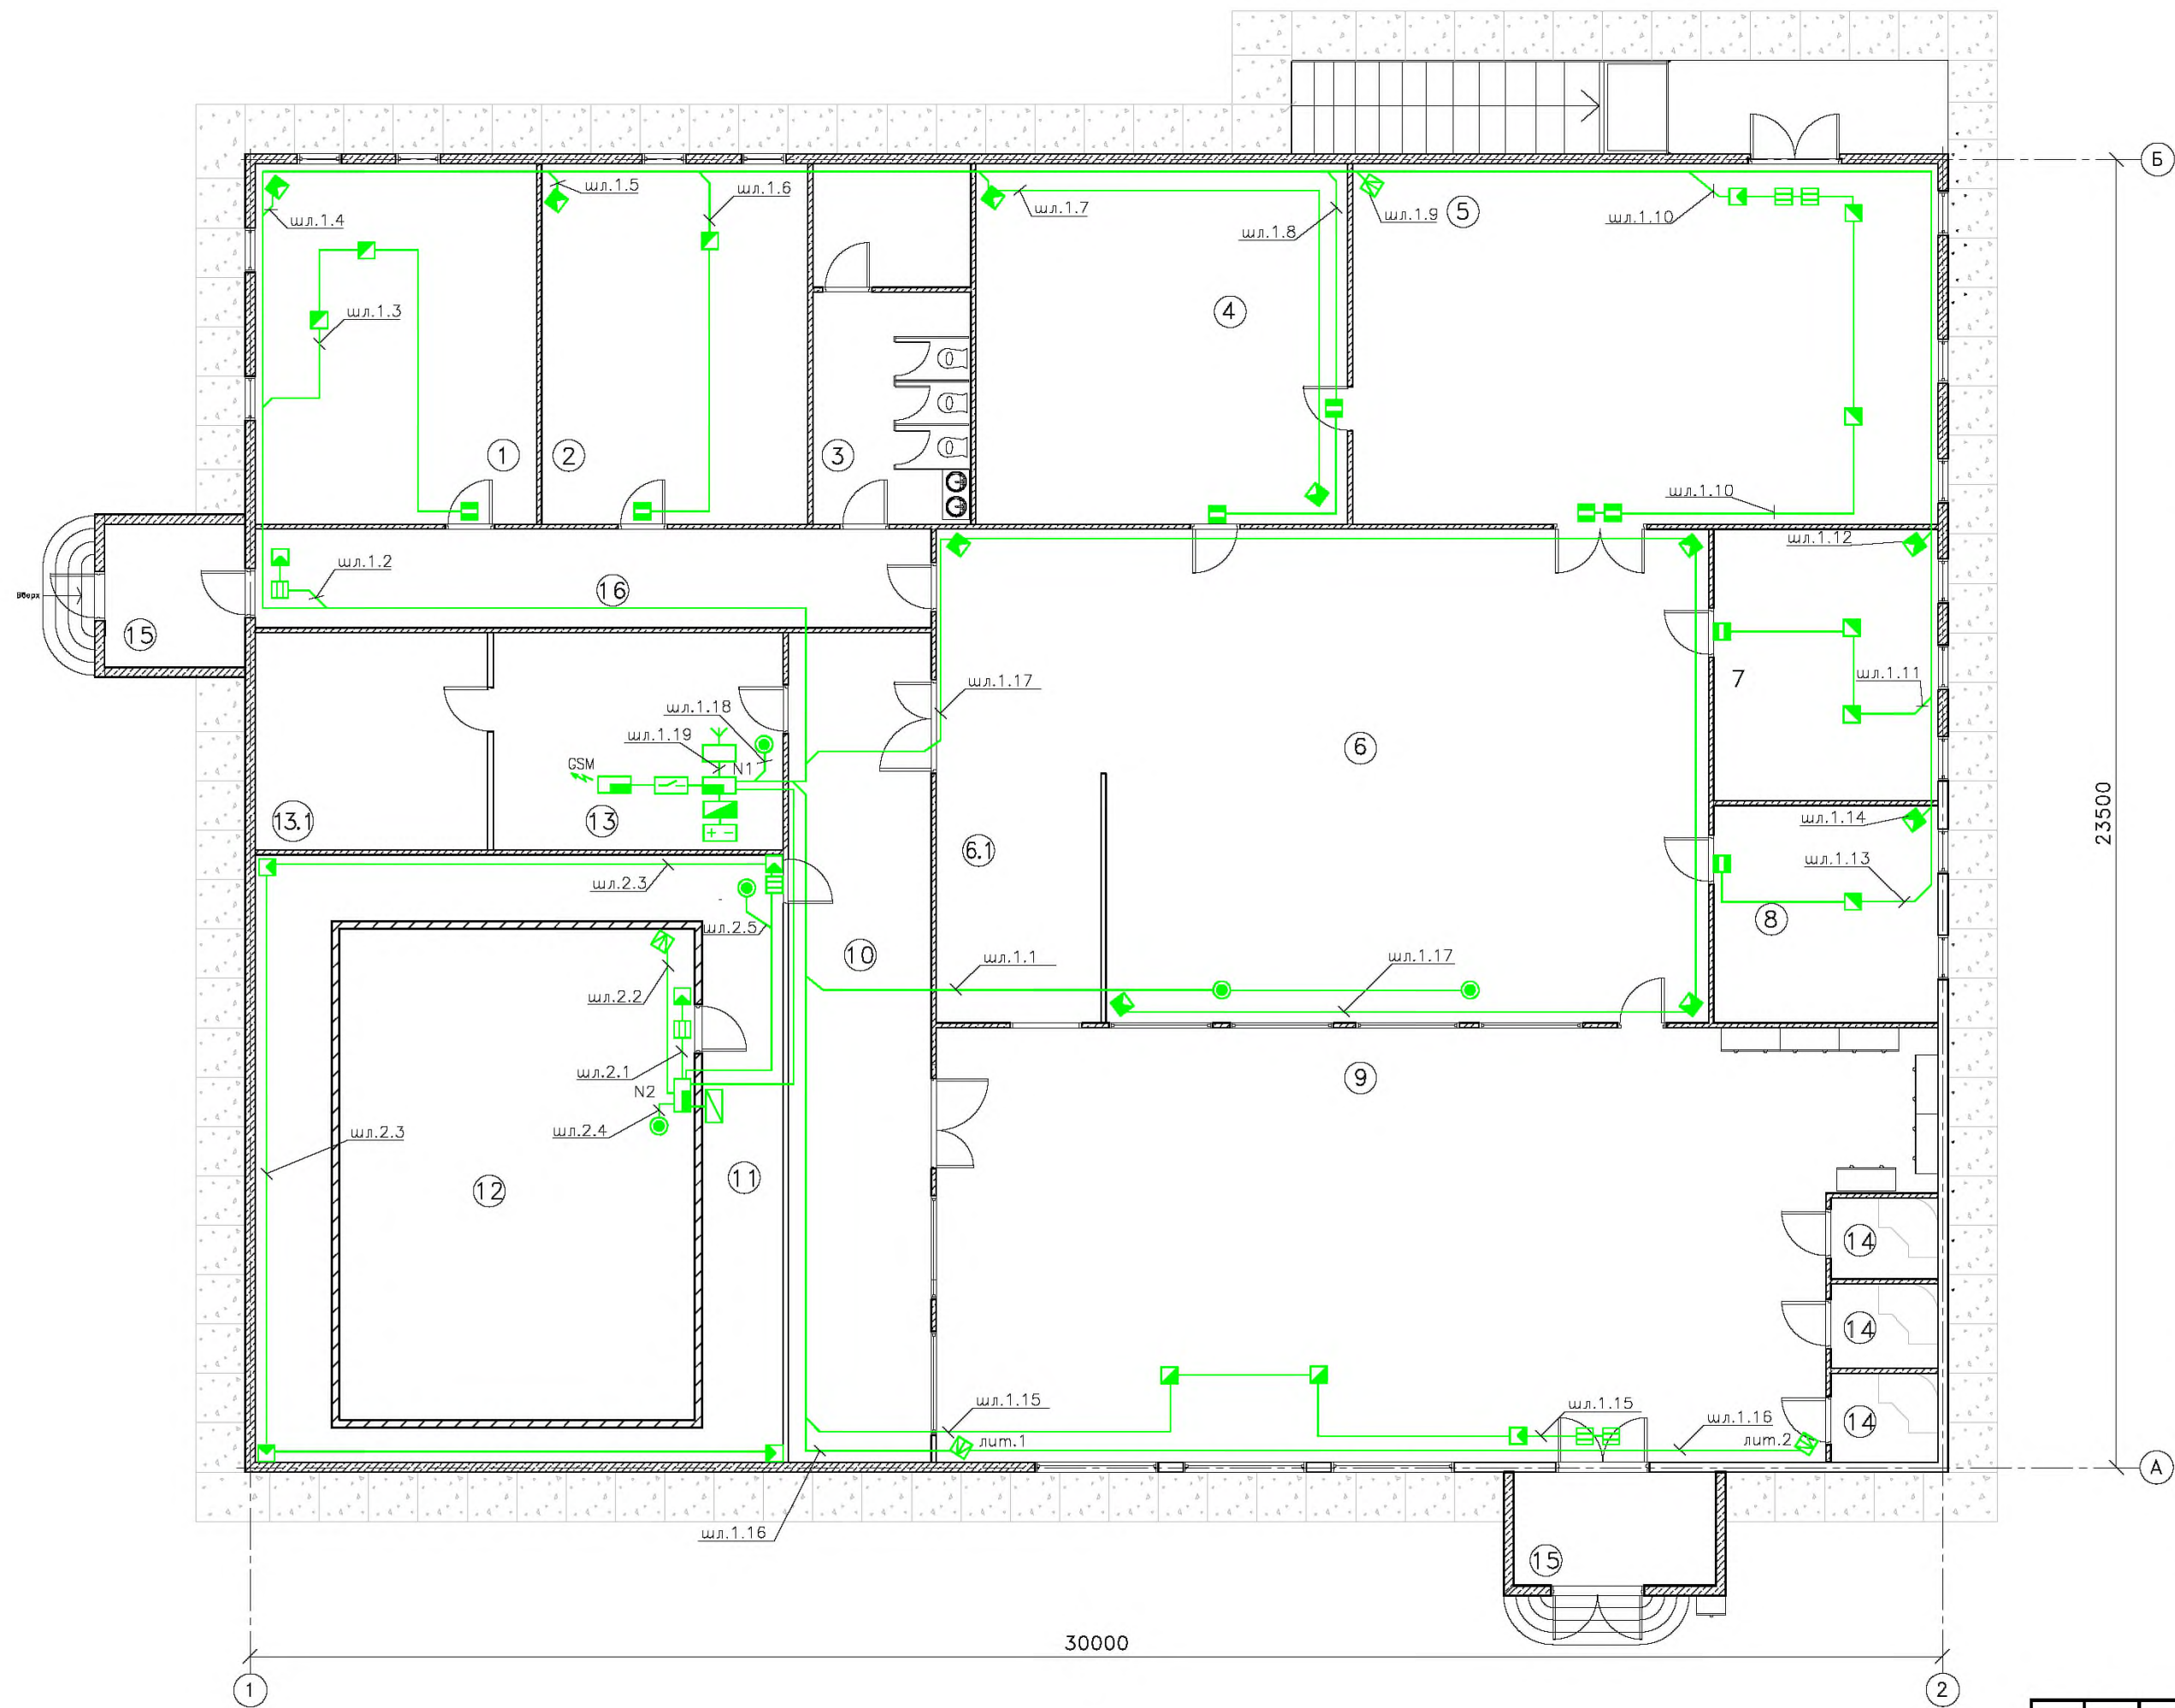 Б
шл.1.5
шл.1.6
шл.1.4
шл.1.7
шл.1.8
шл.1.9
5
шл.1.10
шл.1.3
4
1
2
3
шл.1.10
шл.1.12
шл.1.2
16
Вверх
15
7
шл.1.11
шл.1.17
шл.1.18
шл.1.19
N1
GSM
6
13.1
13
+ -
23500
6.1
шл.1.14
шл.1.13
8
шл.2.3
шл.2.5
10
шл.1.1
шл.1.17
шл.2.2
шл.2.1
N2
шл.2.4
9
шл.2.3
12
11
14
14
14
шл.1.15
лит.1
шл.1.15
шл.1.16
лит.2
А
шл.1.16
15
30000
1
2